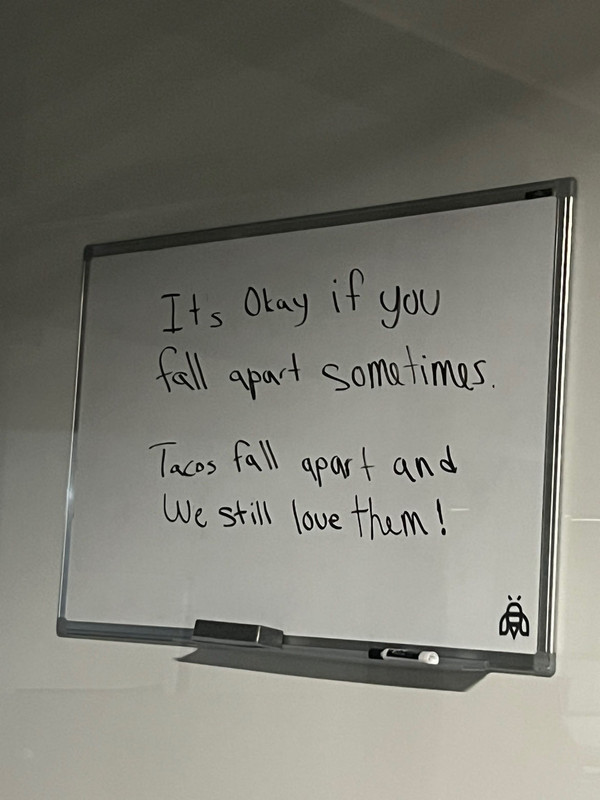 Its Okay if you
fall apart sometimes.
Tacos fall apart and
We still love them!